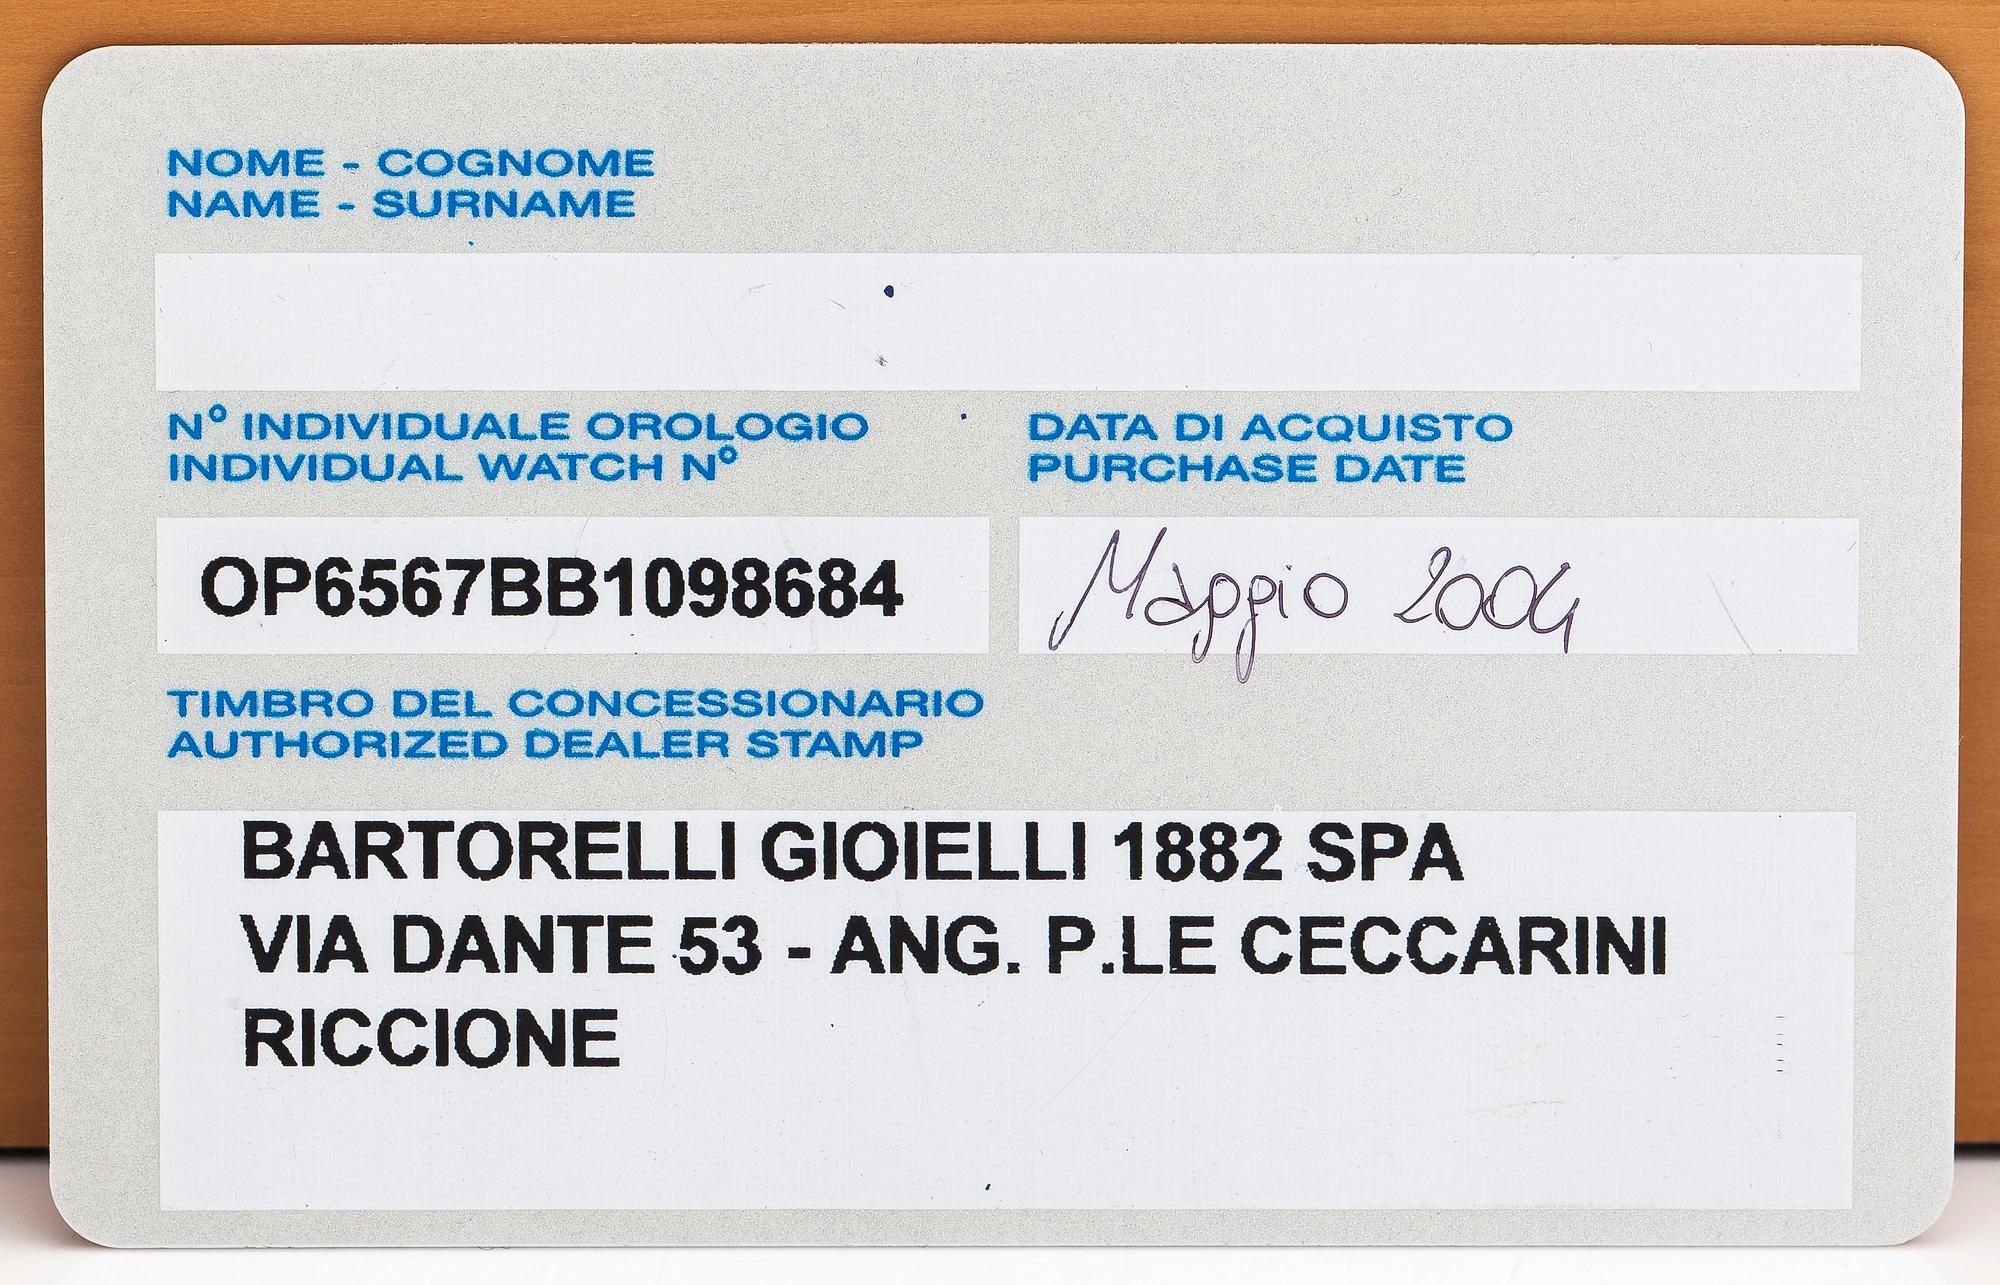 NOME - COGNOME
NAME - SURNAME
N° INDIVIDUALE OROLOGIO
INDIVIDUAL WATCH N°
OP6567BB1098684
DATA DI ACQUISTO
PURCHASE DATE
Maggio 2004
TIMBRO DEL CONCESSIONARIO
AUTHORIZED DEALER STAMP
BARTORELLI GIOIELLI 1882 SPA
VIA DANTE 53 - ANG. P.LE CECCARINI
RICCIONE